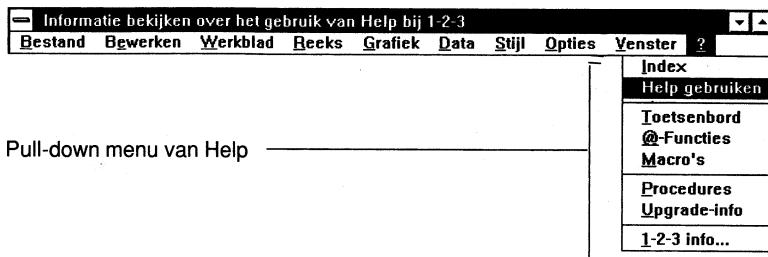 Informatie bekijken over het gebruik van Help bij 1-2-3
Bestand Bewerken Werkblad Reeks Grafiek Data Stijl Opties Venster ?
Index
Help gebruiken
Toetsenbord
@-Functies
Macro's
Pull-down menu van Help
Procedures
Upgrade-info
1-2-3 info...